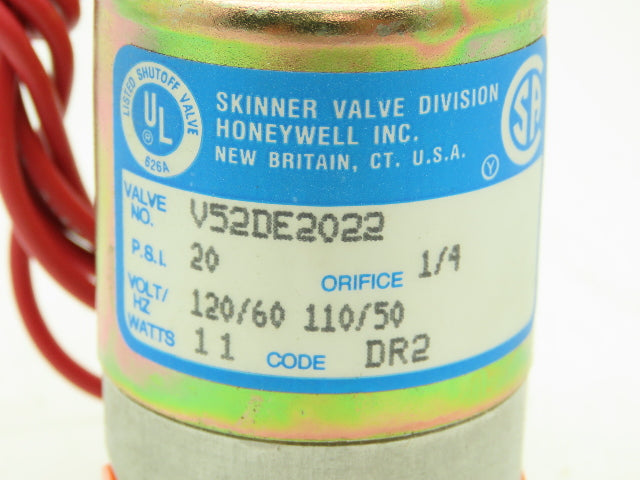 LISTED SHUTOFF VALVE
UL
®
626A
SKINNER VALVE DIVISION
HONEYWELL INC.
NEW BRITAIN, CT. U.S.A.
SA
Y
VALVE NO. V52DE2022
P.S.I. 20 ORIFICE 1/4
VOLT/HZ 120/60 110/50
WATTS 11 CODE DR2